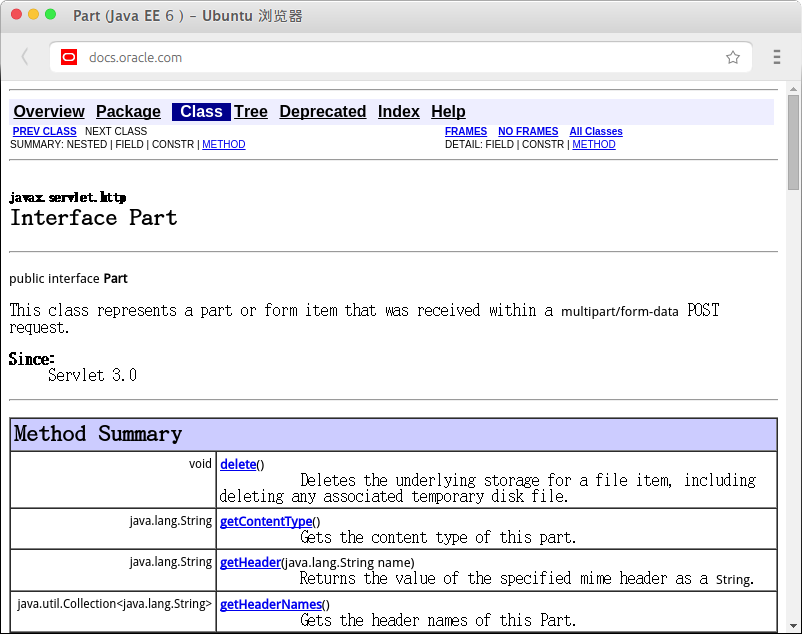 Part (Java EE 6 ) – Ubuntu 浏览器
docs.oracle.com
Overview Package Class Tree Deprecated Index Help
PREV CLASS NEXT CLASS FRAMES NO FRAMES All Classes
SUMMARY: NESTED | FIELD | CONSTR | METHOD DETAIL: FIELD | CONSTR | METHOD
javax.servlet.http
Interface Part
public interface Part
This class represents a part or form item that was received within a multipart/form-data POST
request.
Since:
Servlet 3.0
Method Summary
void delete()
Deletes the underlying storage for a file item, including
deleting any associated temporary disk file.
java.lang.String getContentType()
Gets the content type of this part.
java.lang.String getHeader(java.lang.String name)
Returns the value of the specified mime header as a String.
java.util.Collection<java.lang.String> getHeaderNames()
Gets the header names of this Part.